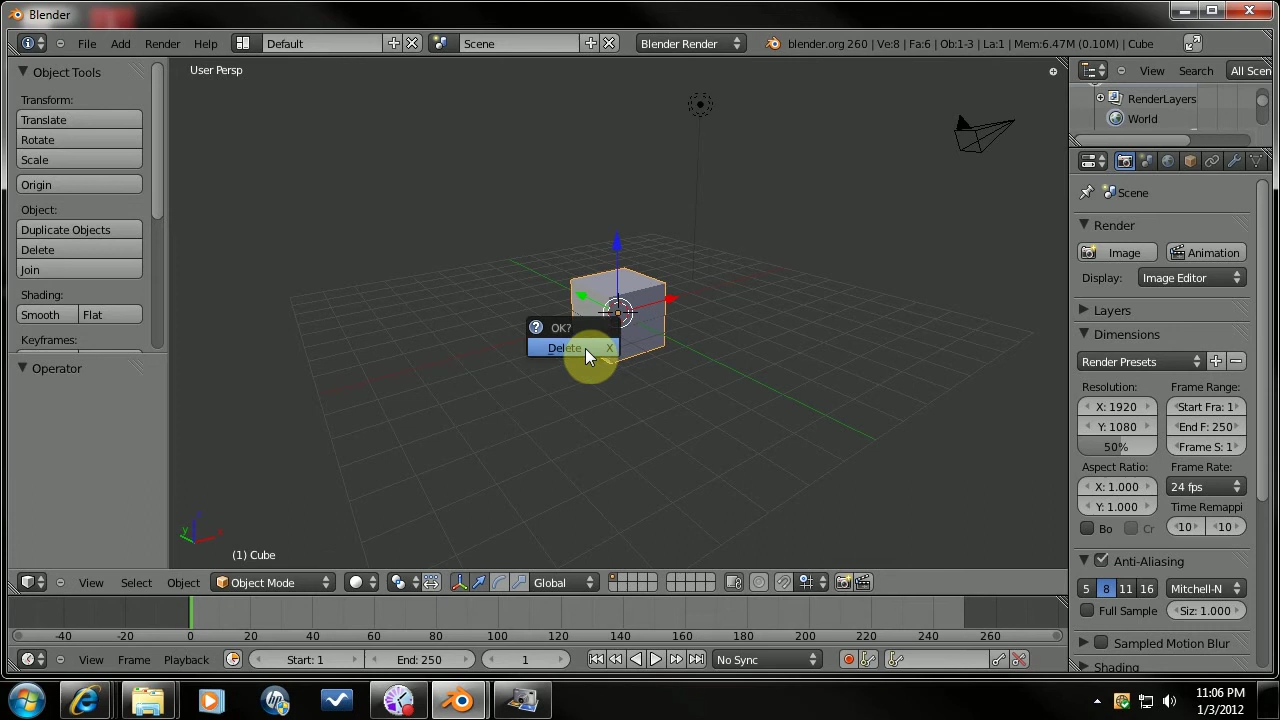 Blender
File Add Render Help Default Scene Blender Render blender.org 260 | Ve:8 | Fa:6 | Ob:1-3 | La:1 | Mem:6.47M (0.10M) | Cube
Object Tools
Transform:
Translate
Rotate
Scale
Origin
Object:
Duplicate Objects
Delete
Join
Shading:
Smooth Flat
Keyframes:
Operator
User Persp
OK?
Delete X
y x
(1) Cube
View Search All Scen
RenderLayers
World
Scene
Render
Image Animation
Display: Image Editor
Layers
Dimensions
Render Presets
Resolution: Frame Range:
X: 1920 Start Fra: 1
Y: 1080 End F: 250
50% Frame S: 1
Aspect Ratio: Frame Rate:
X: 1.000 24 fps
Y: 1.000 Time Remappi
Bo Cr 10 10
Anti-Aliasing
5 8 11 16 Mitchell-N
Full Sample Siz: 1.000
Sampled Motion Blur
Shading
View Select Object Object Mode Global
-40 -20 0 20 40 60 80 100 120 140 160 180 200 220 240 260
View Frame Playback Start: 1 End: 250 1 No Sync
11:06 PM
1/3/2012